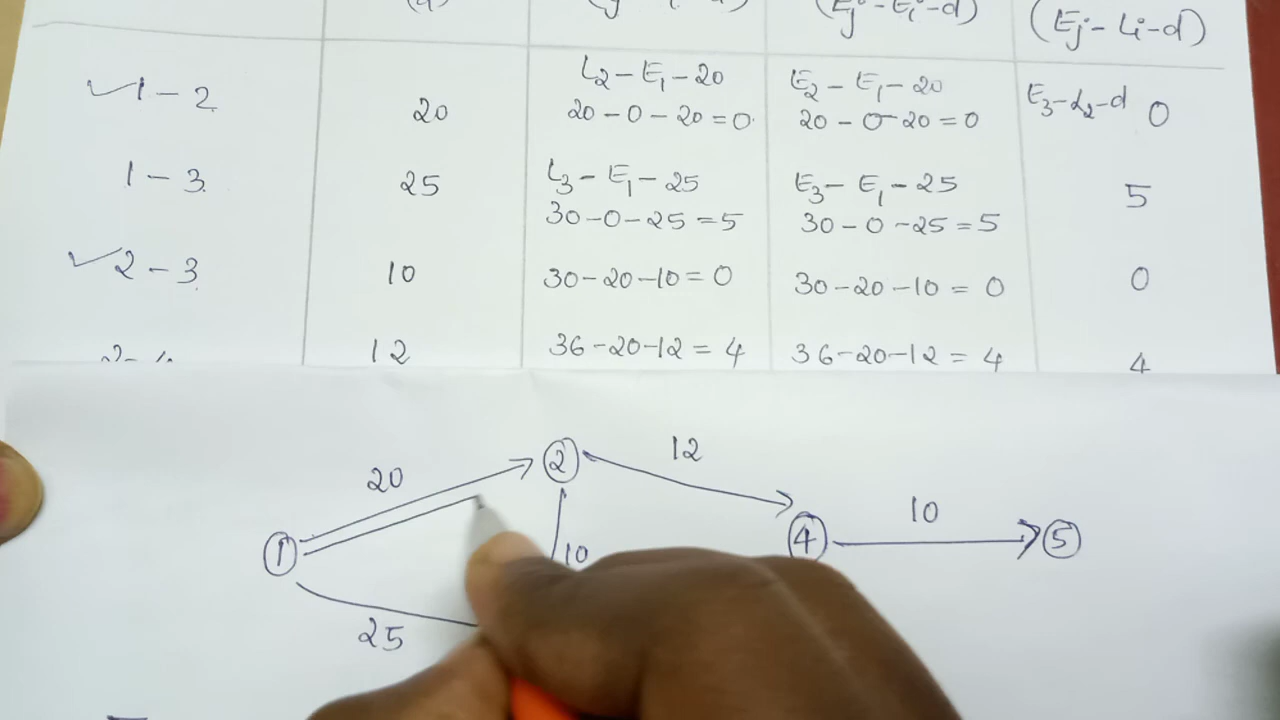 (Ej-Ei-d) (Ej-Li-d)
1-2 20 L2-E1-20 E2-E1-20 E3-L2-d 0
20-0-20=0 20-0-20=0
1-3 25 L3-E1-25 E3-E1-25 5
30-0-25=5 30-0-25=5
2-3 10 30-20-10=0 30-20-10=0 0
12 36-20-12=4 36-20-12=4 4
20 2 12
1 10 4 10 5
25